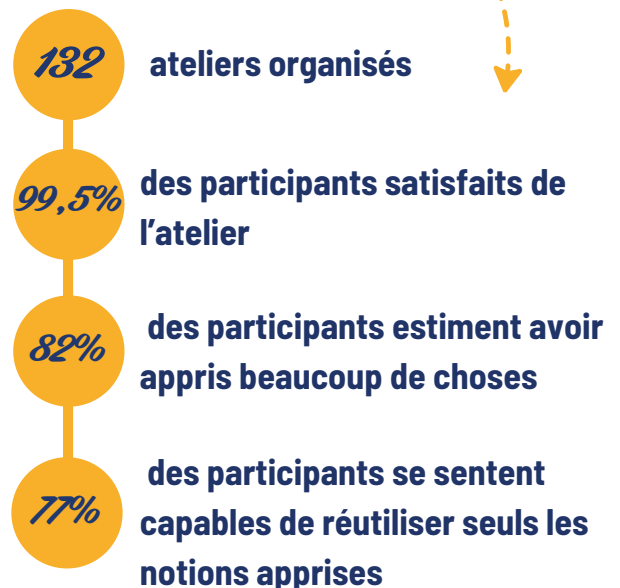 132
ateliers organisés
99,5%
des participants satisfaits de
l’atelier
82%
des participants estiment avoir
appris beaucoup de choses
77%
des participants se sentent
capables de réutiliser seuls les
notions apprises